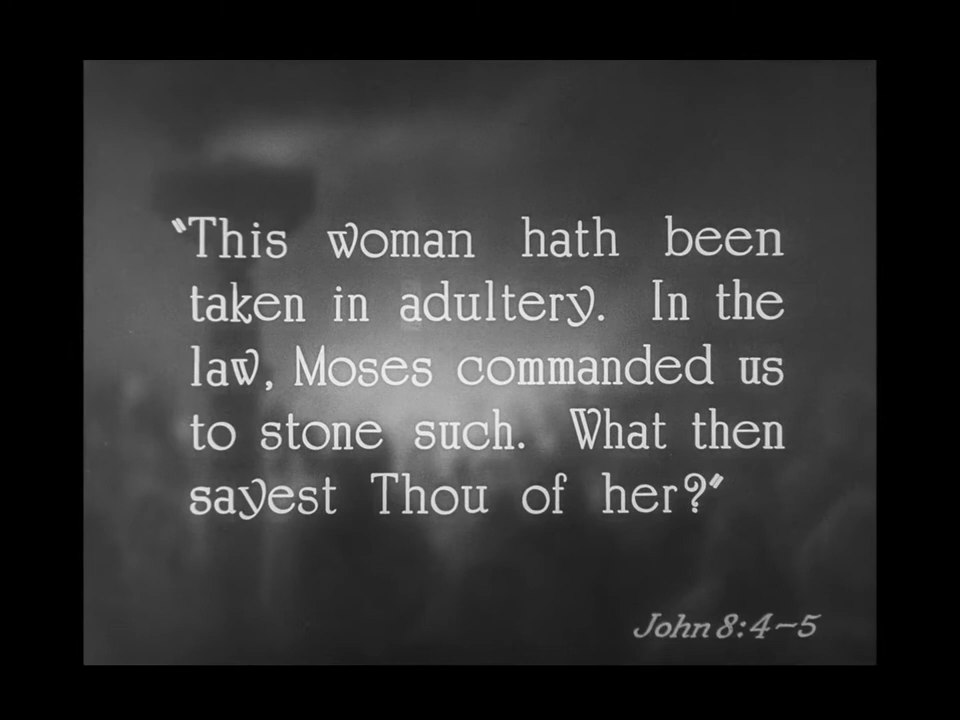 "This woman hath been
taken in adultery. In the
law, Moses commanded us
to stone such. What then
sayest Thou of her?"
John 8:4~5